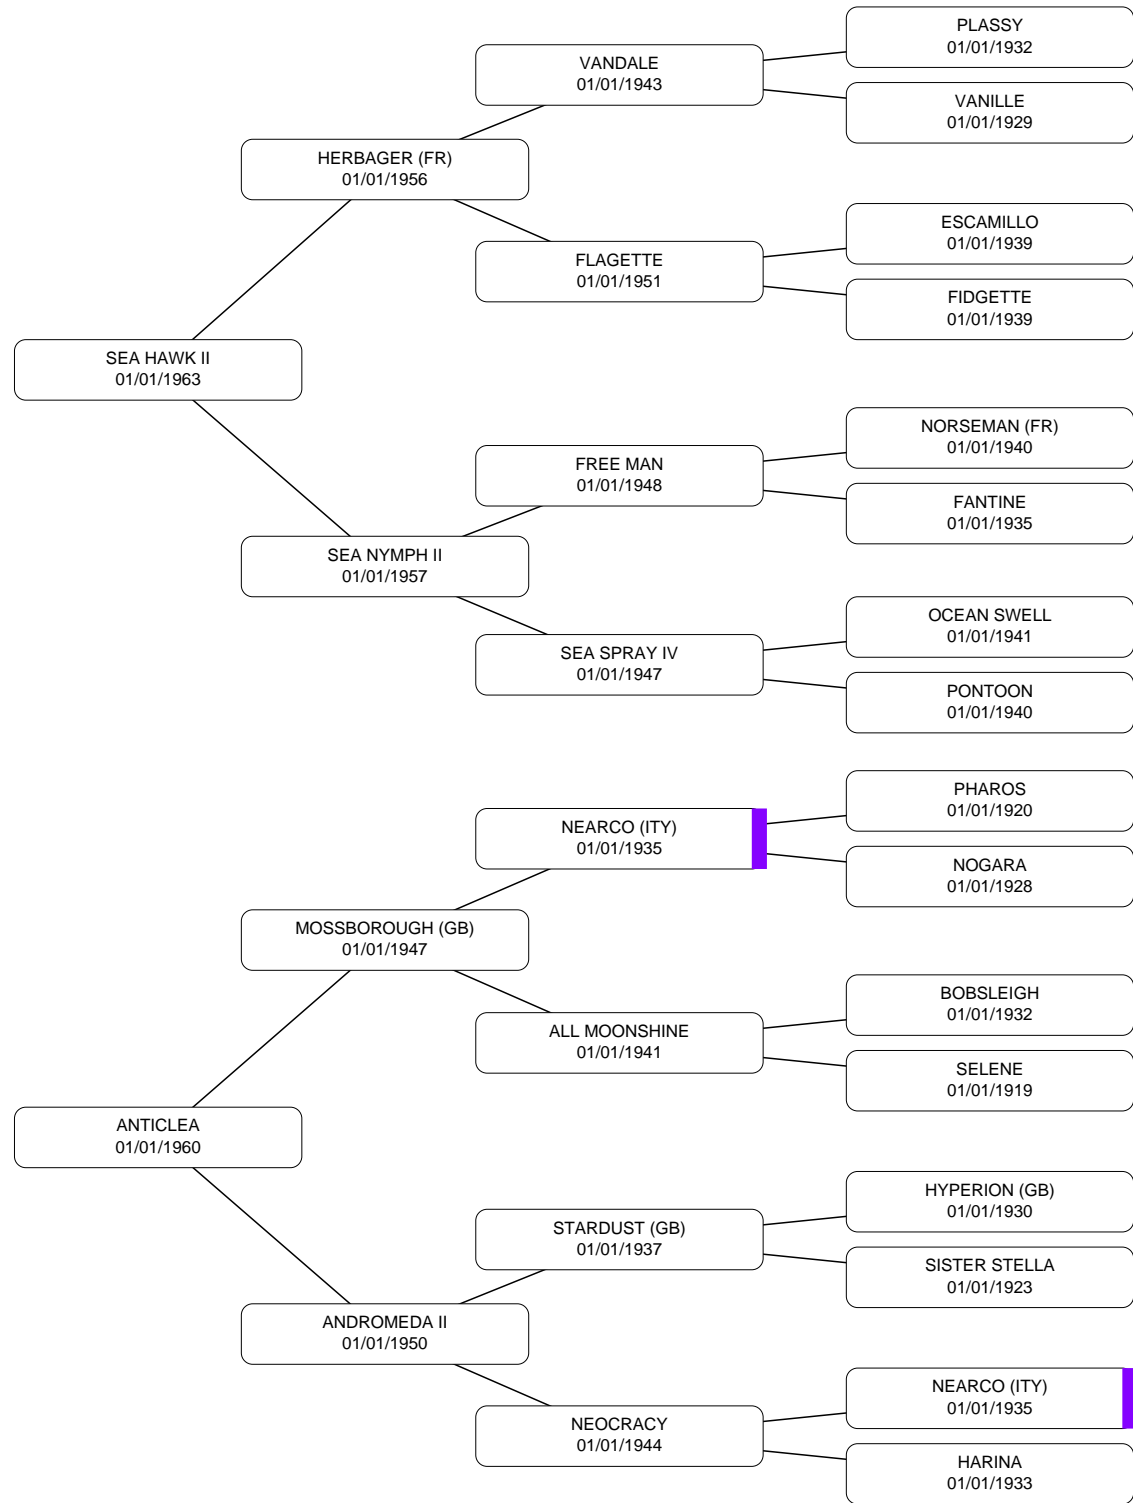 PLASSY
01/01/1932
VANDALE
01/01/1943
VANILLE
01/01/1929
HERBAGER (FR)
01/01/1956
ESCAMILLO
01/01/1939
FLAGETTE
01/01/1951
FIDGETTE
01/01/1939
SEA HAWK II
01/01/1963
NORSEMAN (FR)
01/01/1940
FREE MAN
01/01/1948
FANTINE
01/01/1935
SEA NYMPH II
01/01/1957
OCEAN SWELL
01/01/1941
SEA SPRAY IV
01/01/1947
PONTOON
01/01/1940
PHAROS
01/01/1920
NEARCO (ITY)
01/01/1935
NOGARA
01/01/1928
MOSSBOROUGH (GB)
01/01/1947
BOBSLEIGH
01/01/1932
ALL MOONSHINE
01/01/1941
SELENE
01/01/1919
ANTICLEA
01/01/1960
HYPERION (GB)
01/01/1930
STARDUST (GB)
01/01/1937
SISTER STELLA
01/01/1923
ANDROMEDA II
01/01/1950
NEARCO (ITY)
01/01/1935
NEOCRACY
01/01/1944
HARINA
01/01/1933